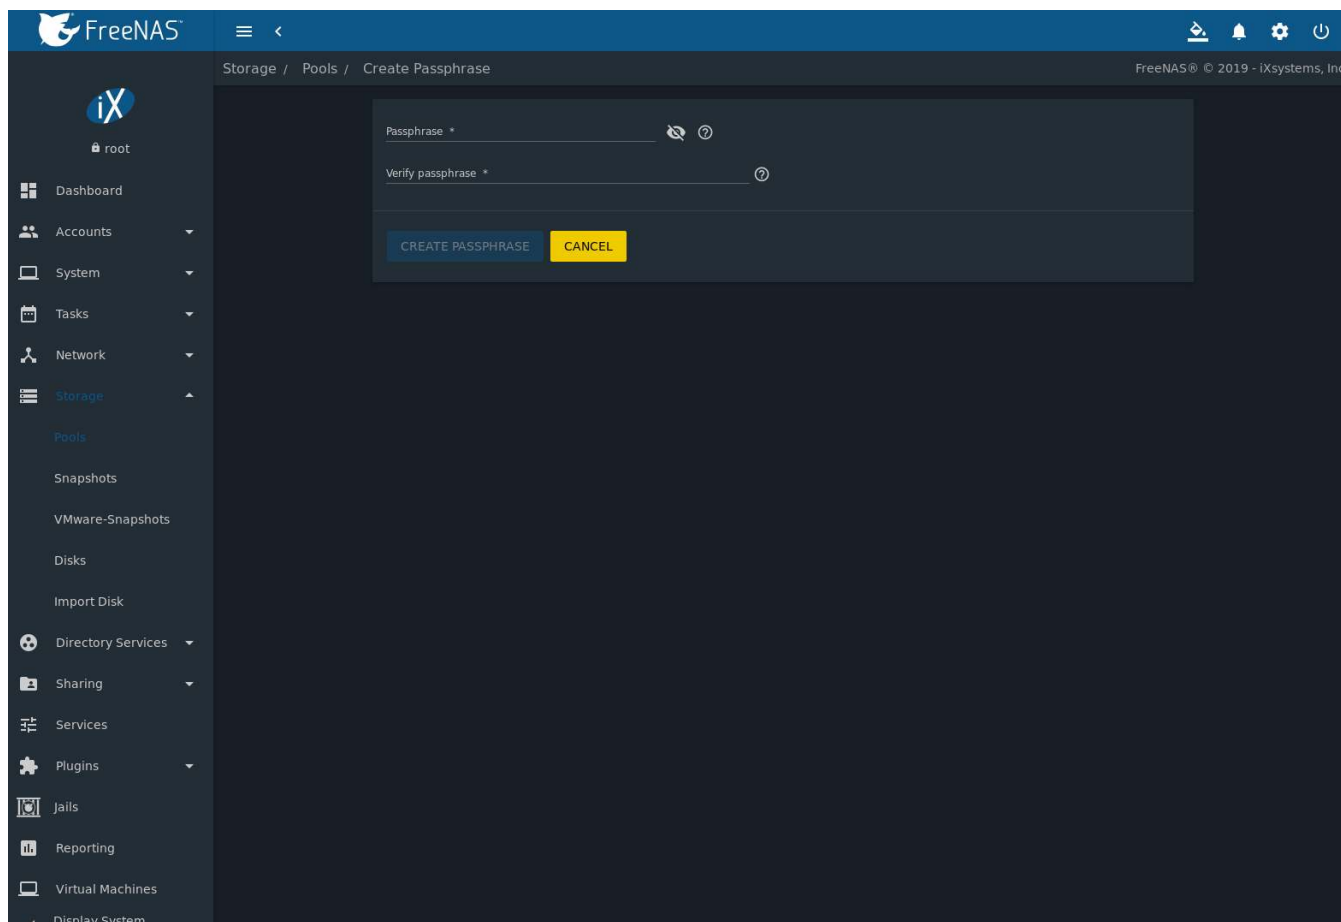 FreeNAS
Storage / Pools / Create Passphrase
FreeNAS® © 2019 - iXsystems, Inc
iX
root
Passphrase *
Verify passphrase *
CREATE PASSPHRASE
CANCEL
Dashboard
Accounts
System
Tasks
Network
Storage
Pools
Snapshots
VMware-Snapshots
Disks
Import Disk
Directory Services
Sharing
Services
Plugins
Jails
Reporting
Virtual Machines
Display System